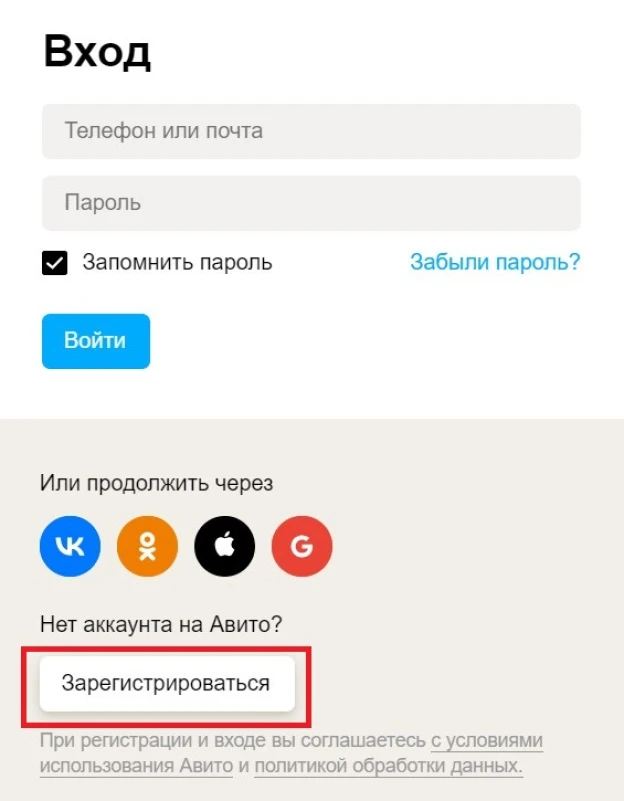 Вход
Телефон или почта
Пароль
Запомнить пароль Забыли пароль?
Войти
Или продолжить через
Нет аккаунта на Авито?
Зарегистрироваться
При регистрации и входе вы соглашаетесь с условиями
использования Авито и политикой обработки данных.